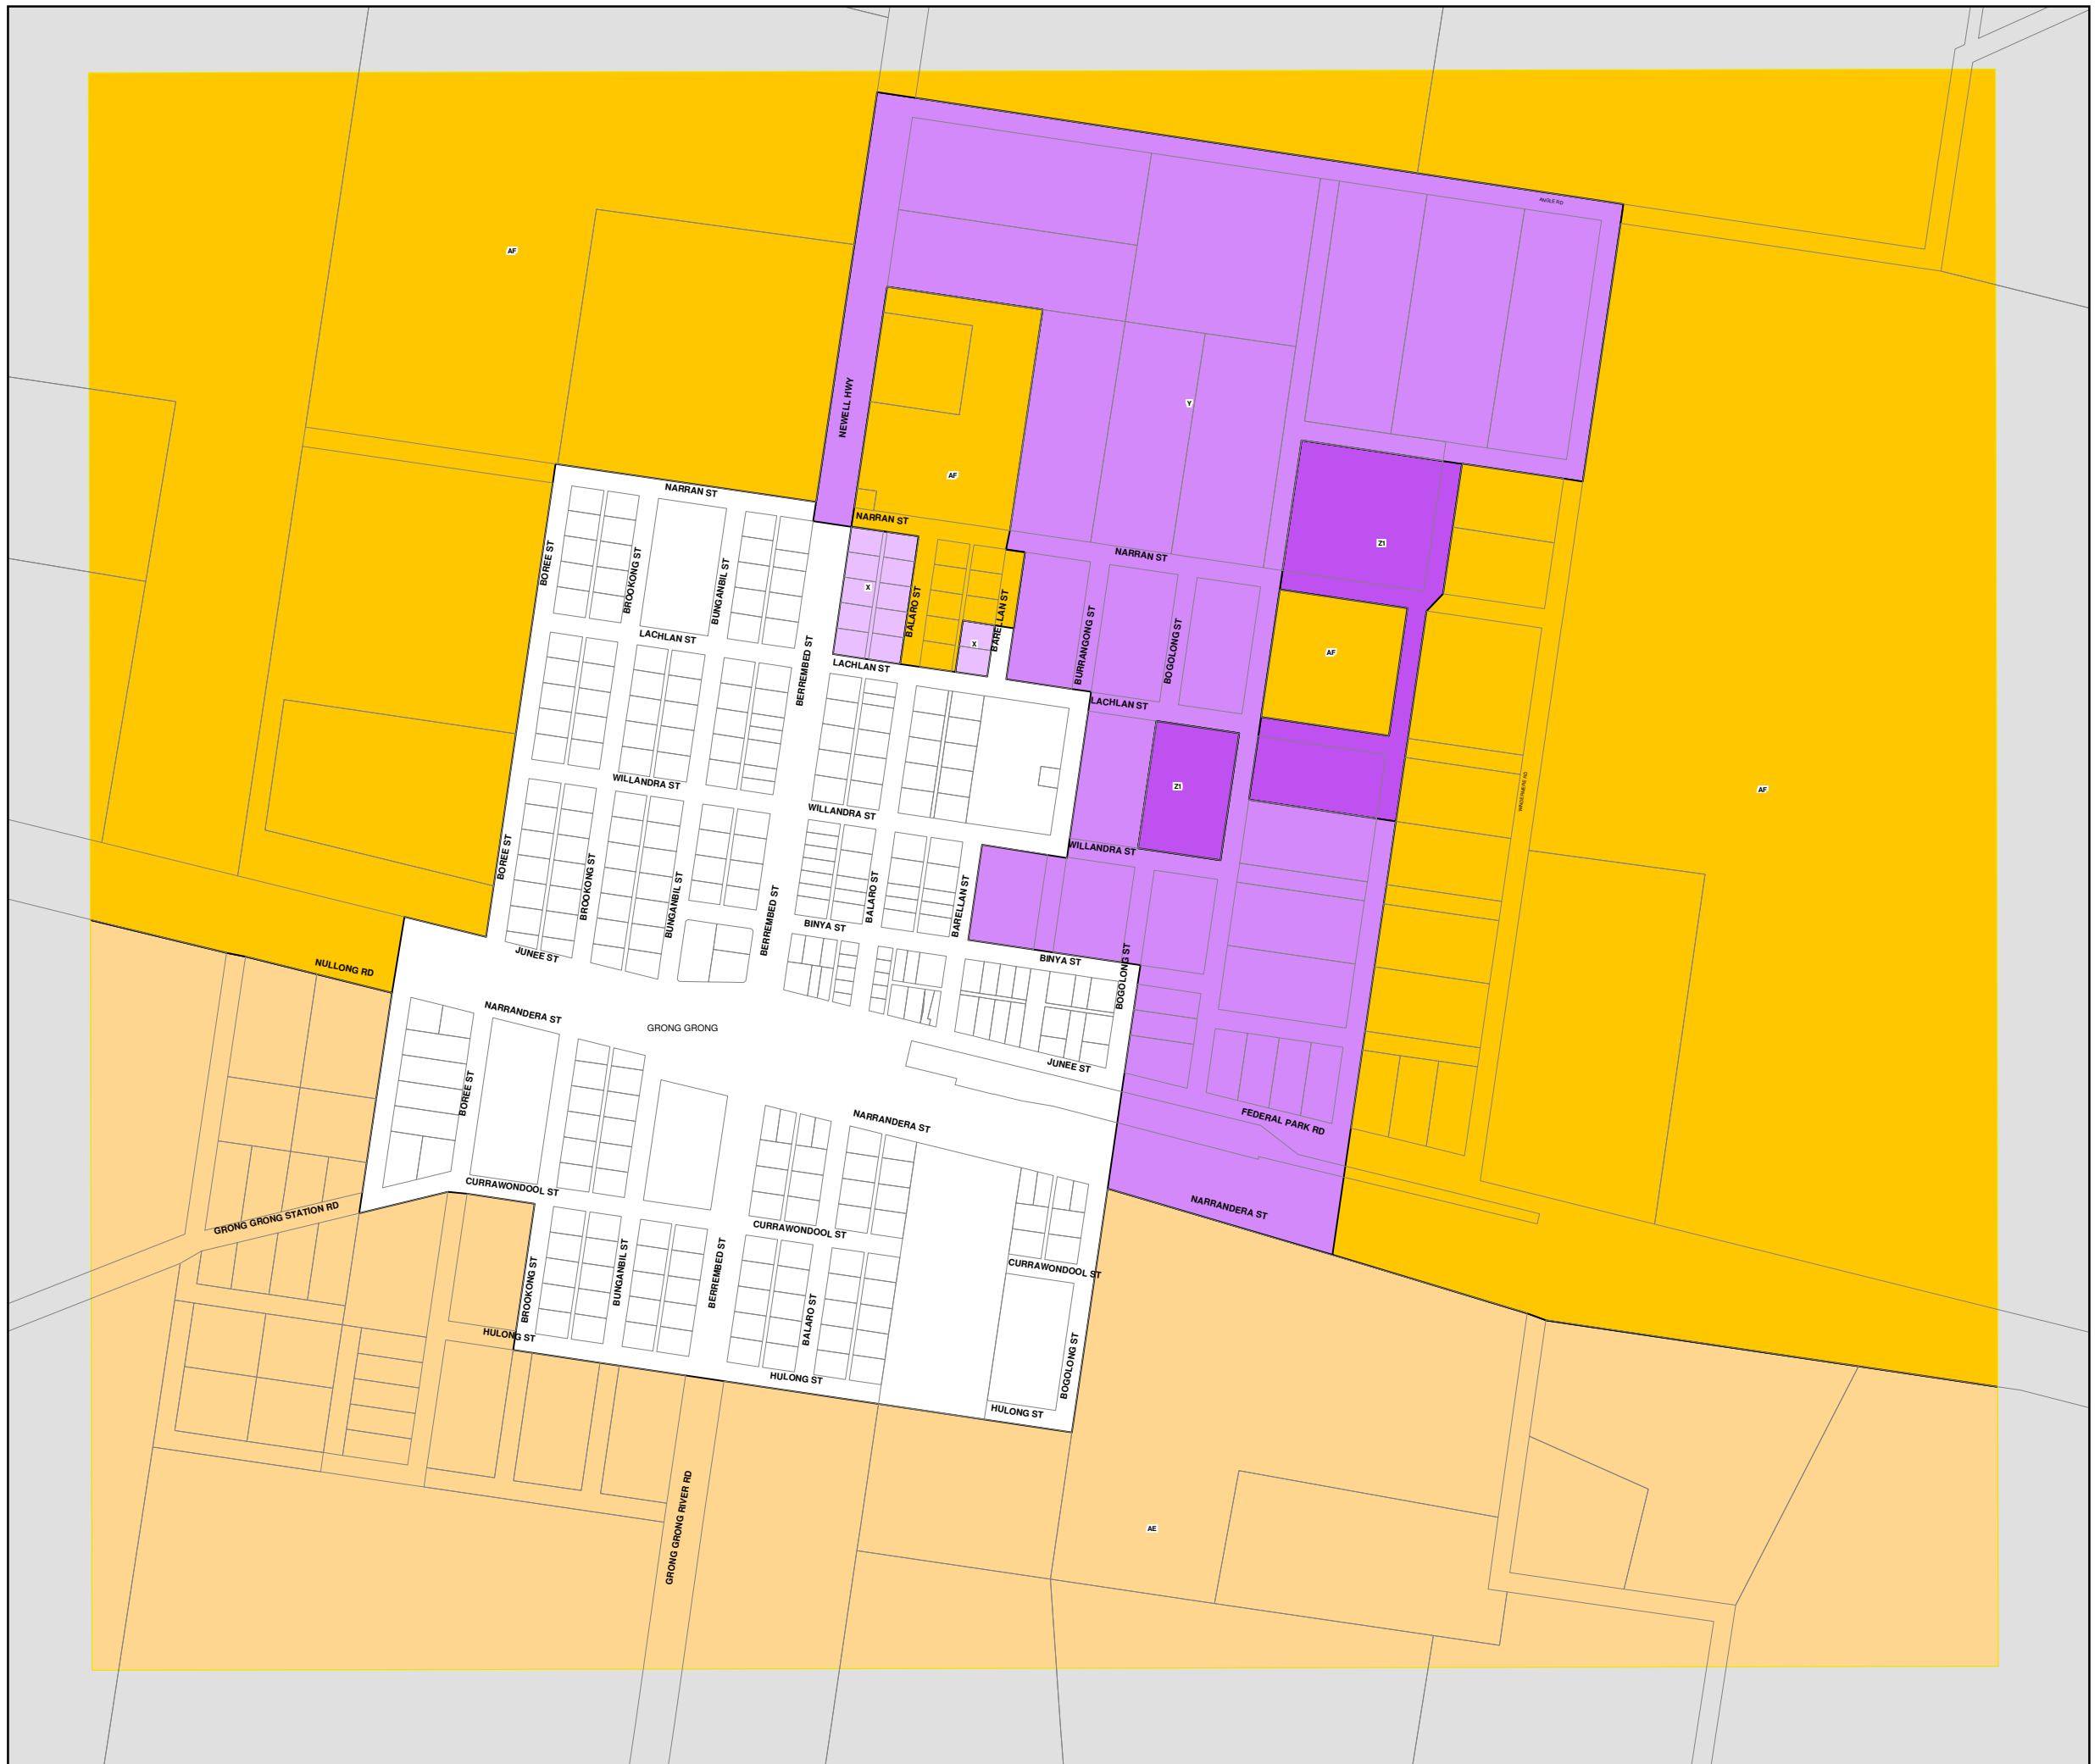 ANGLE RD
AF
NEWELL HWY
Y
AF
NARRAN ST
NARRAN ST
NARRAN ST
Z1
BOREE ST
BROOKONG ST
BUNGANBIL ST
X
BALARO ST
BARELLAN ST
X
BURRANGONG ST
BOGOLONG ST
AF
LACHLAN ST
BERREMBED ST
LACHLAN ST
LACHLAN ST
WILLANDRA ST
WILLANDRA ST
WILLANDRA ST
Z1
WINDERMERE RD
AF
BOREE ST
BROOKONG ST
BUNGANBIL ST
BERREMBED ST
BALARO ST
BARELLAN ST
BINYA ST
BINYA ST
BOGOLONG ST
JUNEE ST
NULLONG RD
NARRANDERA ST
GRONG GRONG
JUNEE ST
BOREE ST
NARRANDERA ST
FEDERAL PARK RD
CURRAWONDOOL ST
NARRANDERA ST
GRONG GRONG STATION RD
CURRAWONDOOL ST
CURRAWONDOOL ST
BROOKONG ST
BUNGANBIL ST
BERREMBED ST
BALARO ST
BOGOLONG ST
HULONG ST
HULONG ST
HULONG ST
GRONG GRONG RIVER RD
AE